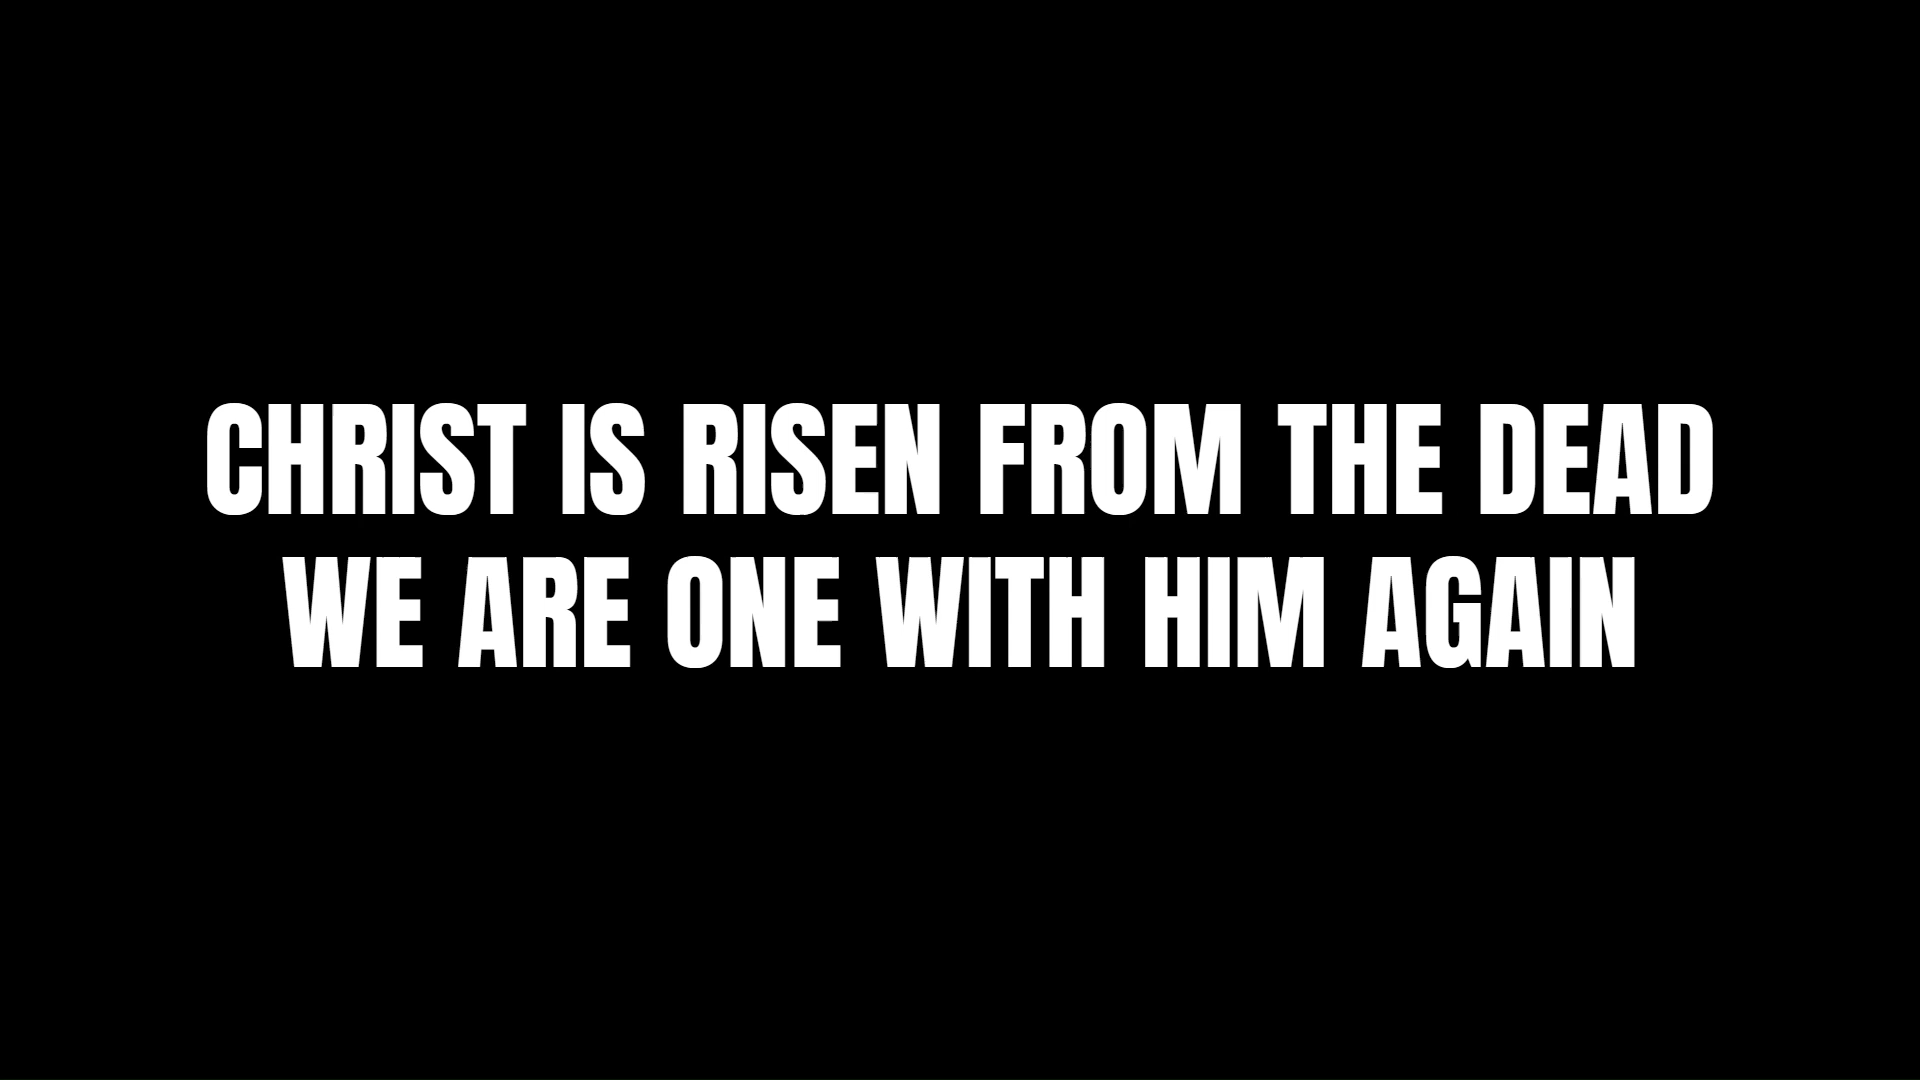 CHRIST IS RISEN FROM THE DEAD
WE ARE ONE WITH HIM AGAIN